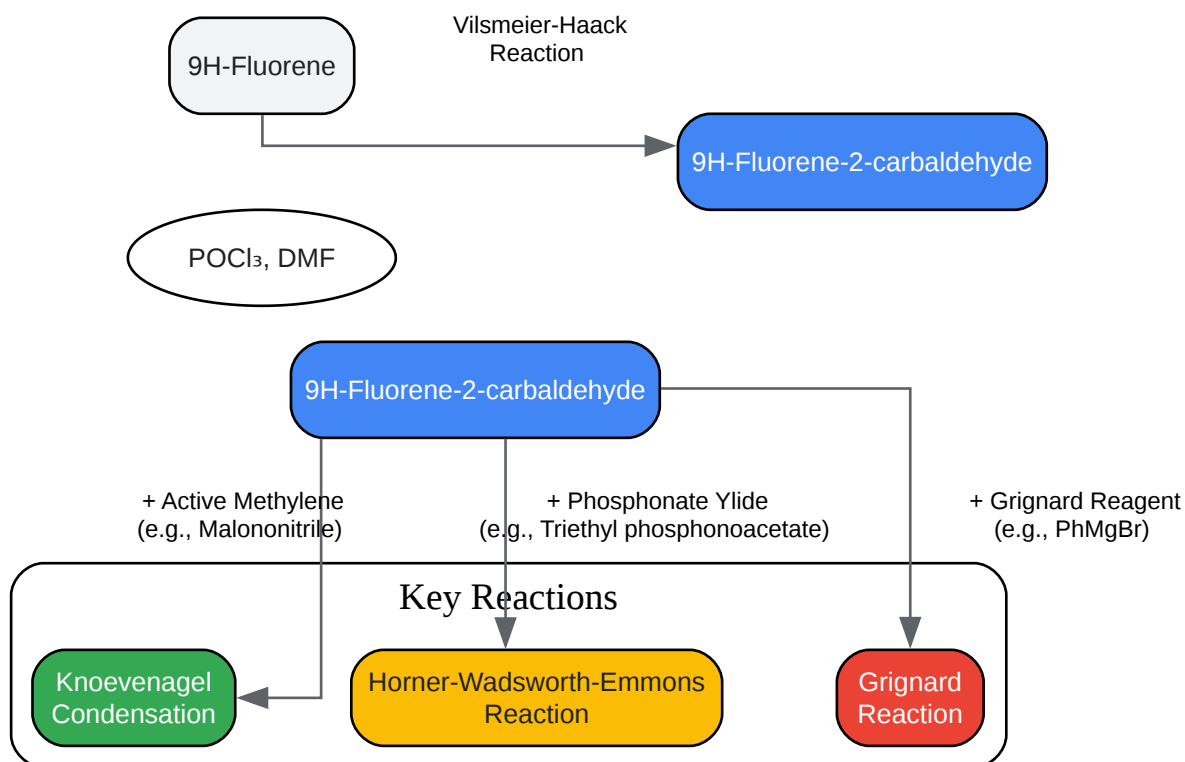 Vilsmeier-Haack
Reaction
9H-Fluorene
9H-Fluorene-2-carbaldehyde
POCl₃, DMF
9H-Fluorene-2-carbaldehyde
+ Active Methylene
(e.g., Malononitrile)
+ Phosphonate Ylide
(e.g., Triethyl phosphonoacetate)
+ Grignard Reagent
(e.g., PhMgBr)
Key Reactions
Knoevenagel
Condensation
Horner-Wadsworth-Emmons
Reaction
Grignard
Reaction